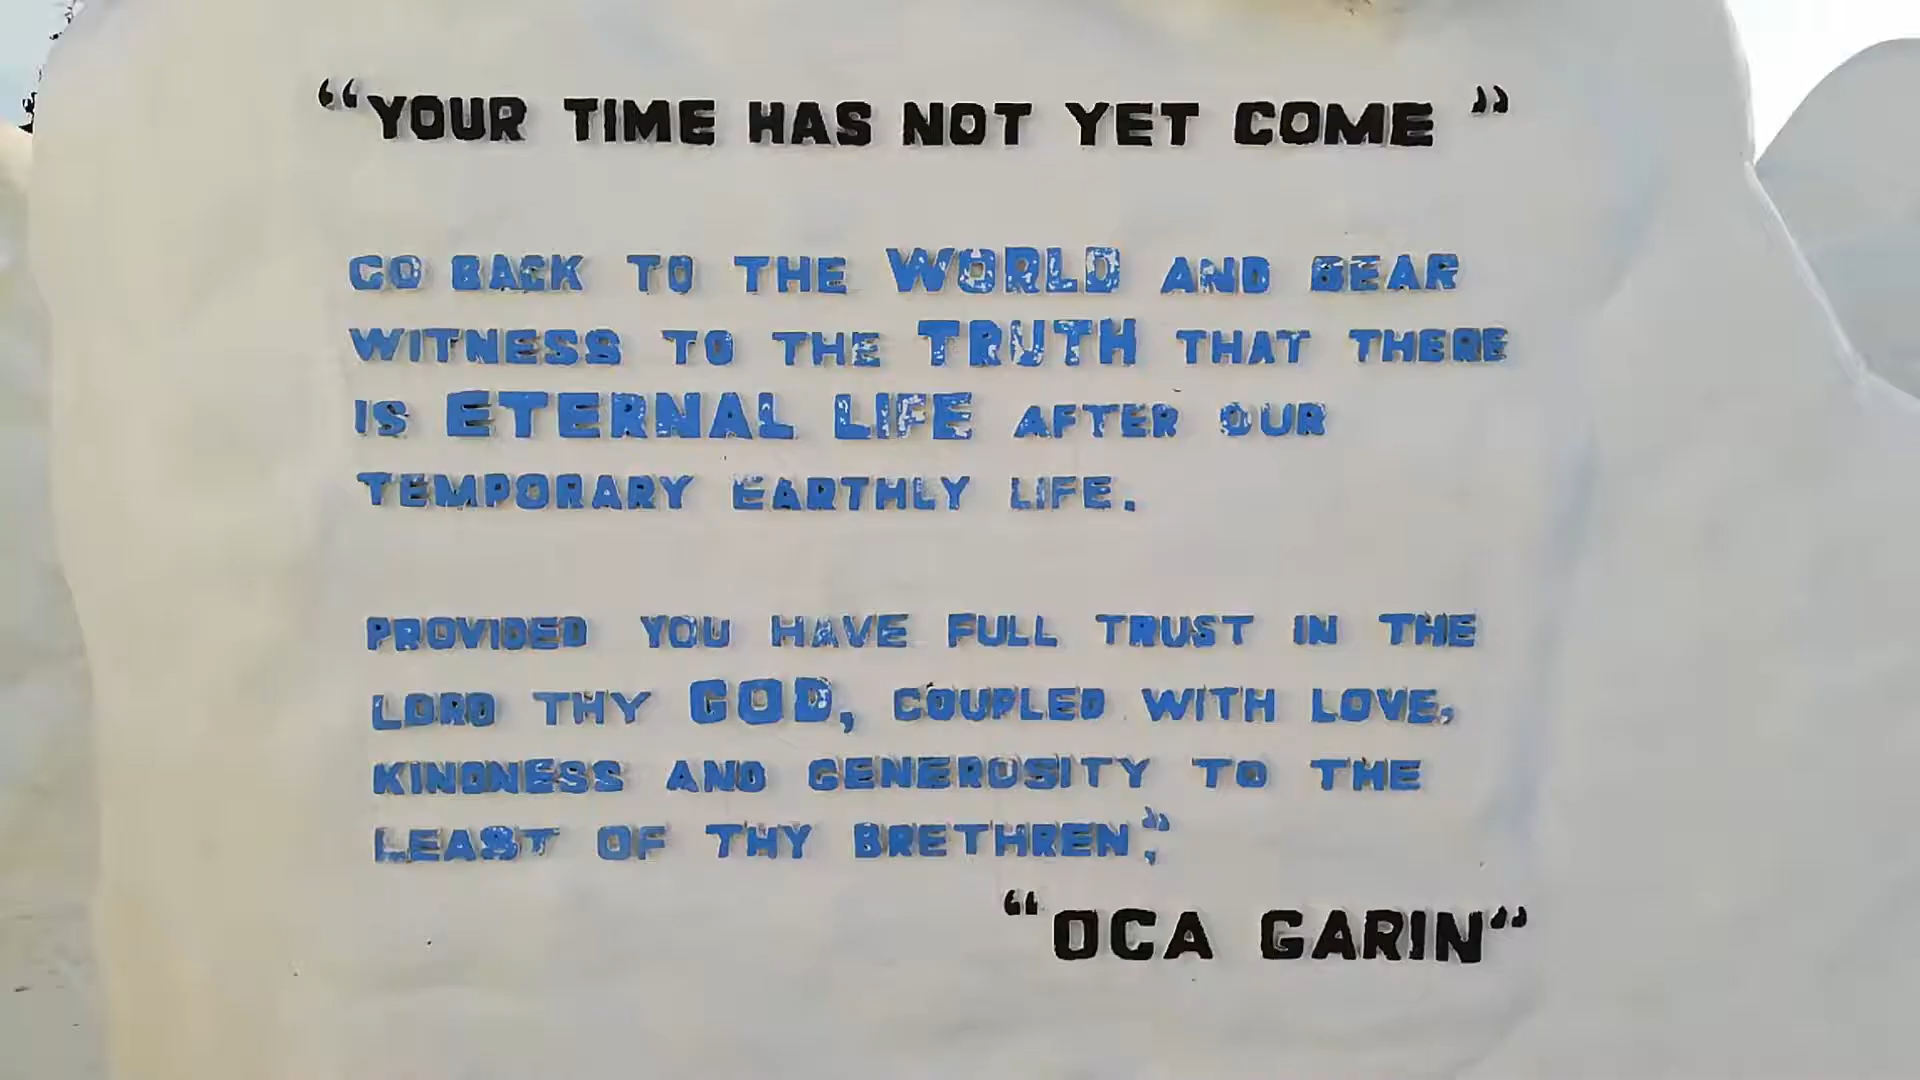 “YOUR TIME HAS NOT YET COME”
GO BACK TO THE WORLD AND BEAR
WITNESS TO THE TRUTH THAT THERE
IS ETERNAL LIFE AFTER OUR
TEMPORARY EARTHLY LIFE.
PROVIDED YOU HAVE FULL TRUST IN THE
LORD THY GOD, COUPLED WITH LOVE,
KINDNESS AND GENEROSITY TO THE
LEAST OF THY BRETHREN;”
“OCA GARIN”